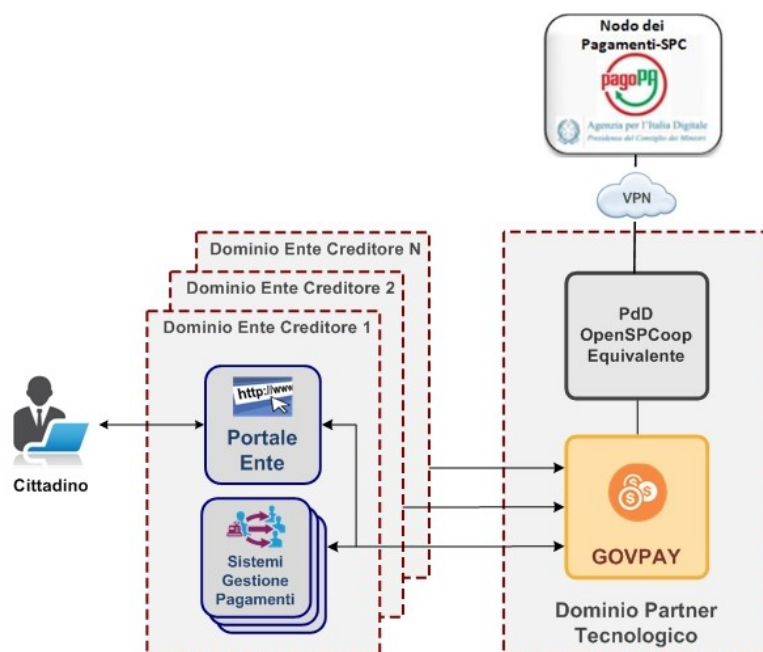 Nodo dei
Pagamenti-SPC
pagoPA
Agenzia per l'Italia Digitale
Presidenza del Consiglio dei Ministri
VPN
Dominio Ente Creditore N
Dominio Ente Creditore 2
Dominio Ente Creditore 1
PdD
OpenSPCoop
Equivalente
http://www
Portale
Ente
Cittadino
Sistemi
Gestione
Pagamenti
GOVPAY
Dominio Partner
Tecnologico